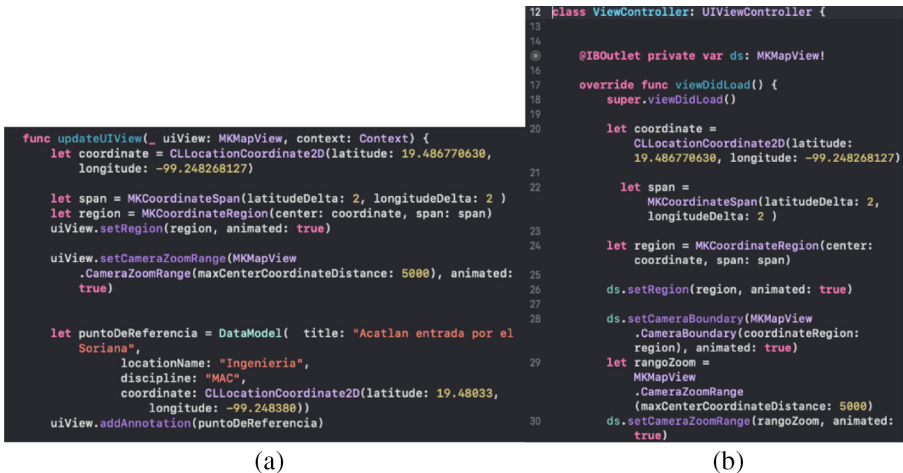 func updateUIView(_ uiView: MKMapView, context: Context) {
let coordinate = CLLocationCoordinate2D(latitude: 19.486770630,
longitude: -99.248268127)
let span = MKCoordinateSpan(latitudeDelta: 2, longitudeDelta: 2 )
let region = MKCoordinateRegion(center: coordinate, span: span)
uiView.setRegion(region, animated: true)
uiView.setCameraZoomRange(MKMapView
.CameraZoomRange(maxCenterCoordinateDistance: 5000), animated:
true)
let puntoDeReferencia = DataModel(  title: "Acatlan entrada por el
Soriana",
locationName: "Ingenieria",
discipline: "MAC",
coordinate: CLLocationCoordinate2D(latitude: 19.48033,
longitude: -99.248380))
uiView.addAnnotation(puntoDeReferencia)
(a)
12 class ViewController: UIViewController {
13
14
@IBOutlet private var ds: MKMapView!
16
17 override func viewDidLoad() {
18 super.viewDidLoad()
19
20 let coordinate =
CLLocationCoordinate2D(latitude:
19.486770630, longitude: -99.248268127)
21
22 let span =
MKCoordinateSpan(latitudeDelta: 2,
longitudeDelta: 2 )
23
24 let region = MKCoordinateRegion(center:
coordinate, span: span)
25
26 ds.setRegion(region, animated: true)
27
28 ds.setCameraBoundary(MKMapView
.CameraBoundary(coordinateRegion:
region), animated: true)
29 let rangoZoom =
MKMapView
.CameraZoomRange
(maxCenterCoordinateDistance: 5000)
30 ds.setCameraZoomRange(rangoZoom, animated:
true)
(b)